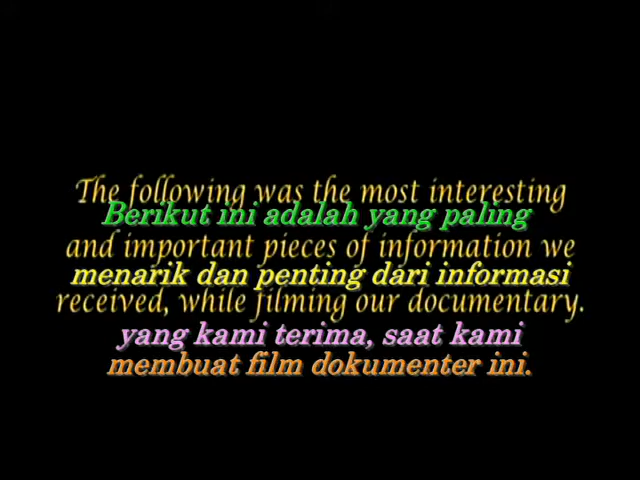 The following was the most interesting
Berikut ini adalah yang paling
and important pieces of information we
menarik dan penting dari informasi
received, while filming our documentary.
yang kami terima, saat kami
membuat film dokumenter ini.